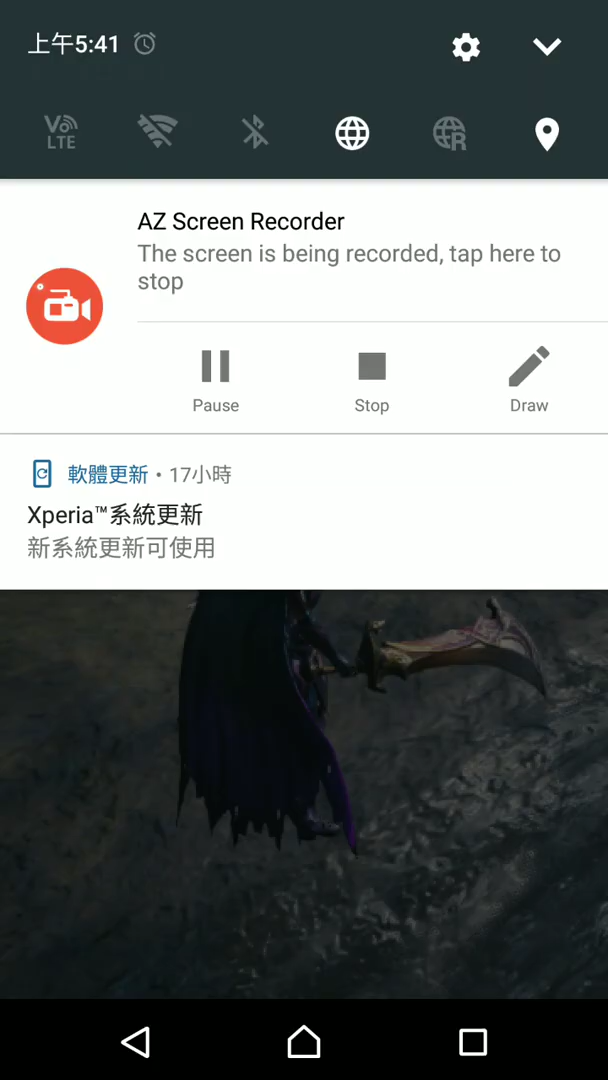 上午5:41
VoLTE
R
AZ Screen Recorder
The screen is being recorded, tap here to
stop
Pause
Stop
Draw
軟體更新 • 17小時
Xperia™系統更新
新系統更新可使用